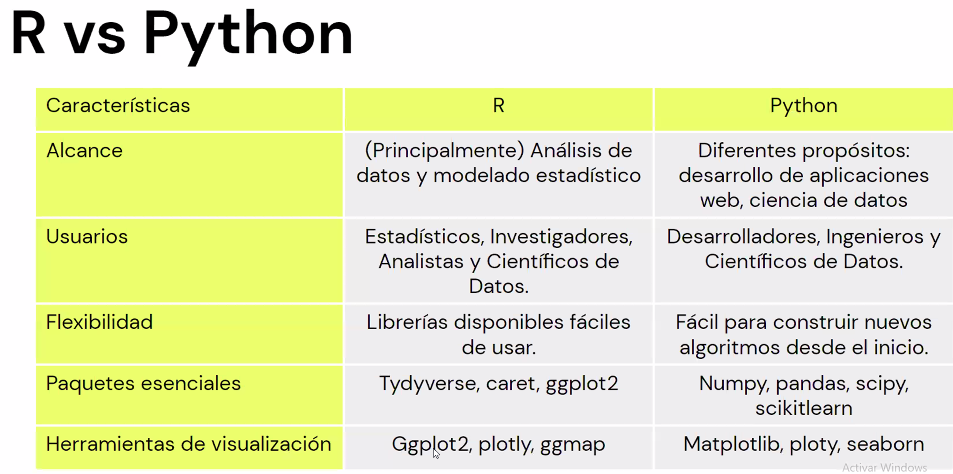 R vs Python
Características R Python
Alcance (Principalmente) Análisis de Diferentes propósitos:
datos y modelado estadístico desarrollo de aplicaciones
web, ciencia de datos
Usuarios Estadísticos, Investigadores, Desarrolladores, Ingenieros y
Analistas y Científicos de Científicos de Datos.
Datos.
Flexibilidad Librerías disponibles fáciles Fácil para construir nuevos
de usar. algoritmos desde el inicio.
Paquetes esenciales Tydyverse, caret, ggplot2 Numpy, pandas, scipy,
scikitlearn
Herramientas de visualización Ggplot2, plotly, ggmap Matplotlib, ploty, seaborn
Activar Windows